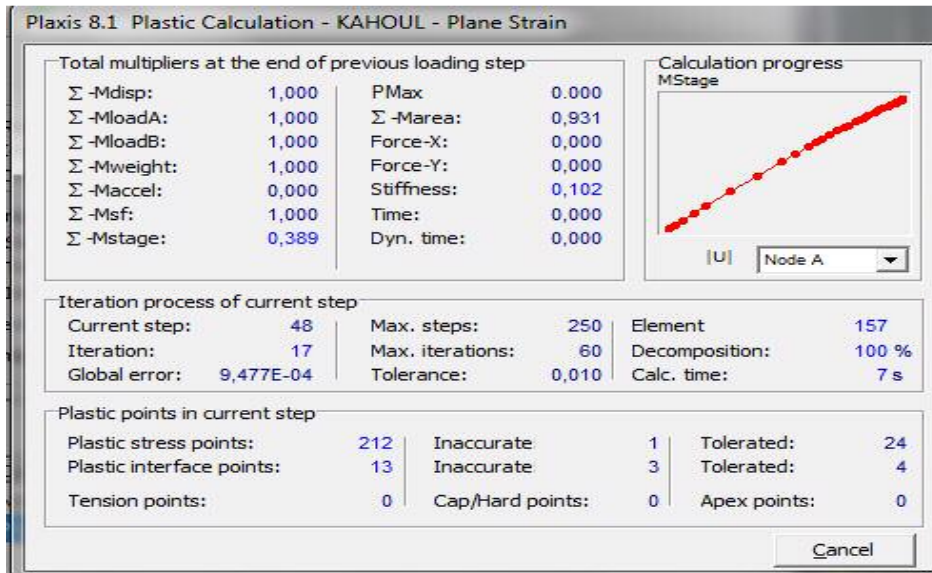 Plaxis 8.1 Plastic Calculation - KAHOUL - Plane Strain
Total multipliers at the end of previous loading step
Σ -Mdisp: 1,000 PMax 0.000
Σ -MloadA: 1,000 Σ -Marea: 0,931
Σ -MloadB: 1,000 Force-X: 0,000
Σ -Mweight: 1,000 Force-Y: 0,000
Σ -Maccel: 0,000 Stiffness: 0,102
Σ -Msf: 1,000 Time: 0,000
Σ -Mstage: 0,389 Dyn. time: 0,000
Calculation progress
MStage
|U| Node A
Iteration process of current step
Current step: 48 Max. steps: 250 Element 157
Iteration: 17 Max. iterations: 60 Decomposition: 100 %
Global error: 9,477E-04 Tolerance: 0,010 Calc. time: 7 s
Plastic points in current step
Plastic stress points: 212 Inaccurate 1 Tolerated: 24
Plastic interface points: 13 Inaccurate 3 Tolerated: 4
Tension points: 0 Cap/Hard points: 0 Apex points: 0
Cancel